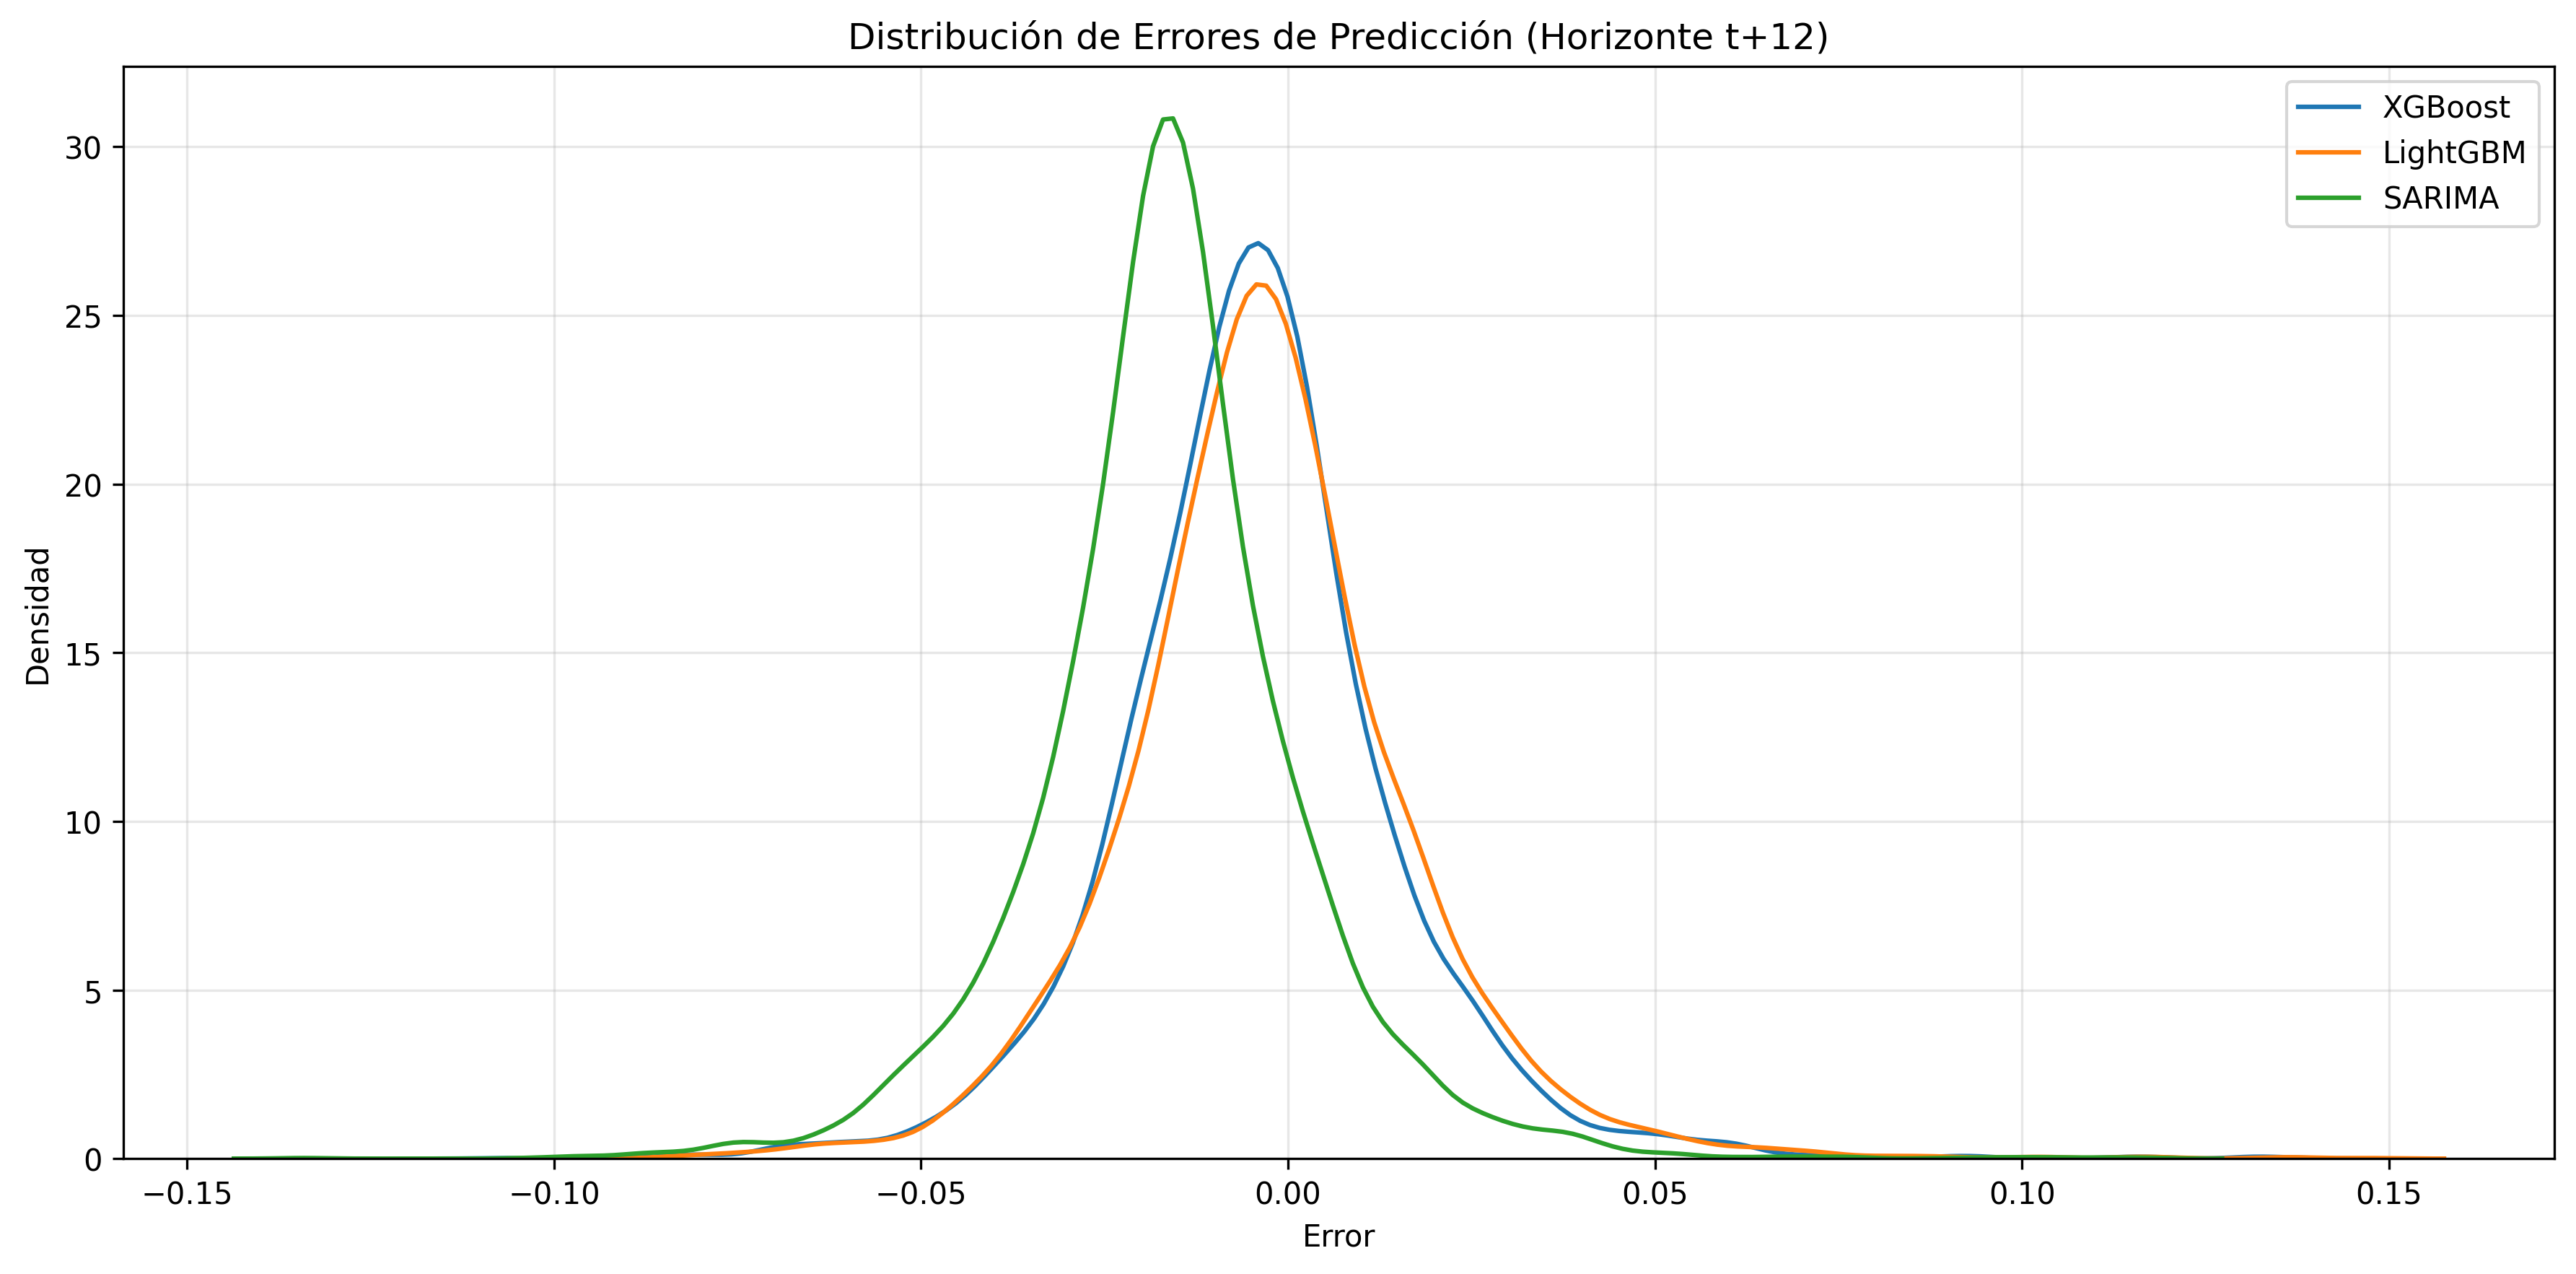 Distribución de Errores de Predicción (Horizonte t+12)
XGBoost
LightGBM
SARIMA
Densidad
30
25
20
15
10
5
0
−0.15
−0.10
−0.05
0.00
0.05
0.10
0.15
Error